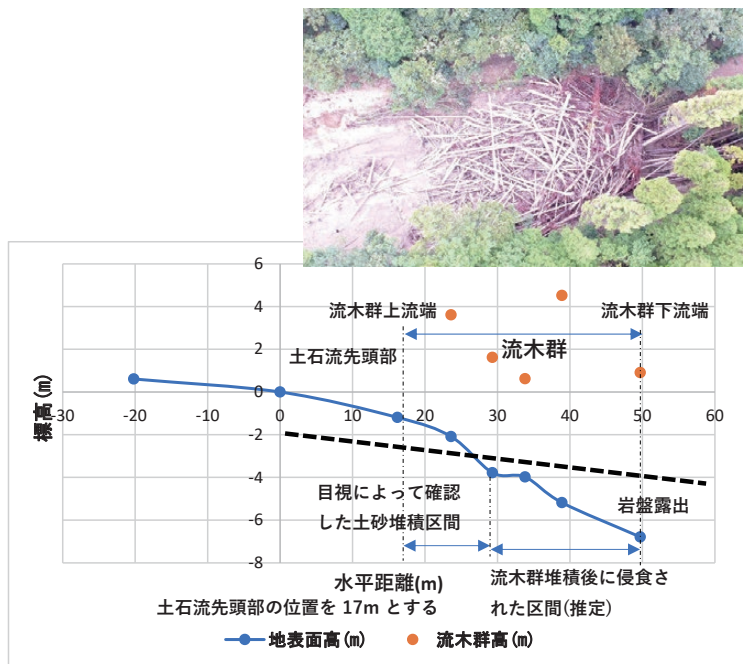 6
4
2
0
-2
-4
-6
-8
-30
-20
-10
0
10
20
30
40
50
60
標高(m)
流木群上流端
流木群下流端
土石流先頭部
流木群
目視によって確認
した土砂堆積区間
岩盤露出
水平距離(m)
土石流先頭部の位置を 17m とする
流木群堆積後に侵食さ
れた区間(推定)
地表面高(m)
流木群高(m)